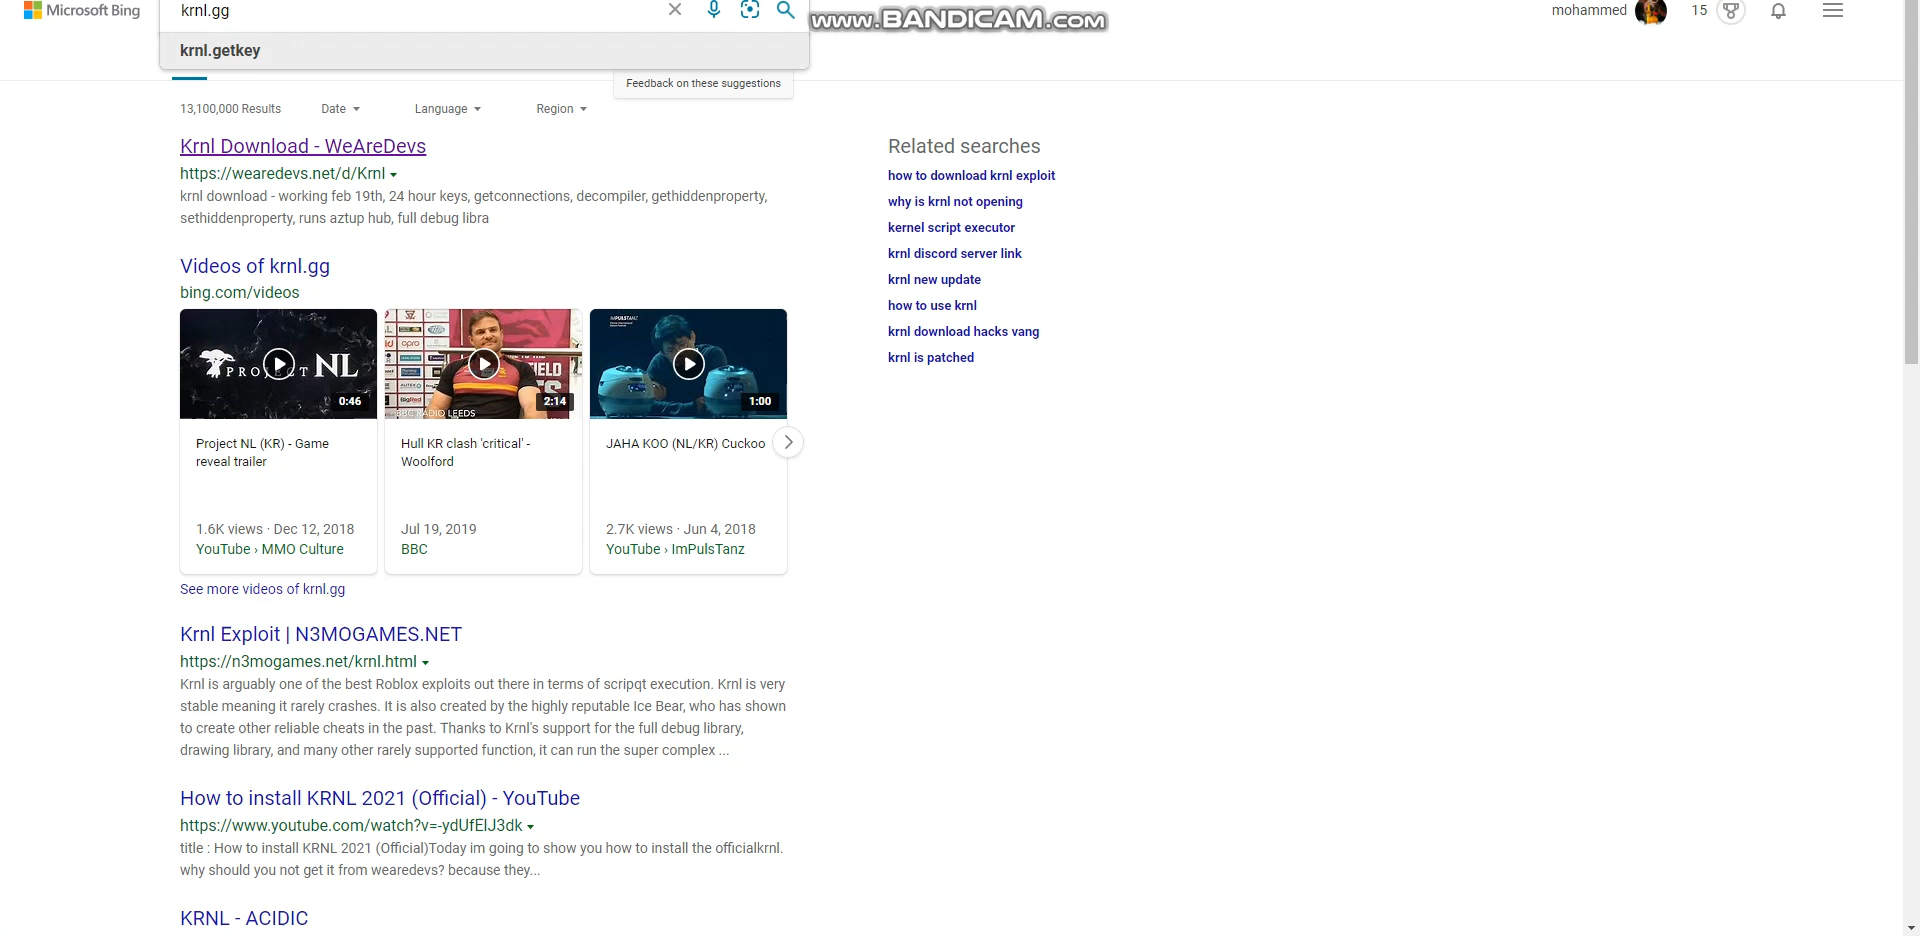 Microsoft Bing
krnl.gg
www.BANDICAM.com
mohammed
15
krnl.getkey
Feedback on these suggestions
13,100,000 Results
Date
Language
Region
Krnl Download - WeAreDevs
https://wearedevs.net/d/Krnl
krnl download - working feb 19th, 24 hour keys, getconnections, decompiler, gethiddenproperty,
sethiddenproperty, runs aztup hub, full debug libra
Videos of krnl.gg
bing.com/videos
PROJECT NL
0:46
opro
FIELD
BBC RADIO LEEDS
2:14
IMPULSTANZ
1:00
Project NL (KR) - Game
reveal trailer
1.6K views · Dec 12, 2018
YouTube › MMO Culture
Hull KR clash 'critical' -
Woolford
Jul 19, 2019
BBC
JAHA KOO (NL/KR) Cuckoo
2.7K views · Jun 4, 2018
YouTube › ImPulsTanz
See more videos of krnl.gg
Krnl Exploit | N3MOGAMES.NET
https://n3mogames.net/krnl.html
Krnl is arguably one of the best Roblox exploits out there in terms of scripqt execution. Krnl is very
stable meaning it rarely crashes. It is also created by the highly reputable Ice Bear, who has shown
to create other reliable cheats in the past. Thanks to Krnl's support for the full debug library,
drawing library, and many other rarely supported function, it can run the super complex ...
How to install KRNL 2021 (Official) - YouTube
https://www.youtube.com/watch?v=-ydUfElJ3dk
title : How to install KRNL 2021 (Official)Today im going to show you how to install the officialkrnl.
why should you not get it from wearedevs? because they...
KRNL - ACIDIC
Related searches
how to download krnl exploit
why is krnl not opening
kernel script executor
krnl discord server link
krnl new update
how to use krnl
krnl download hacks vang
krnl is patched